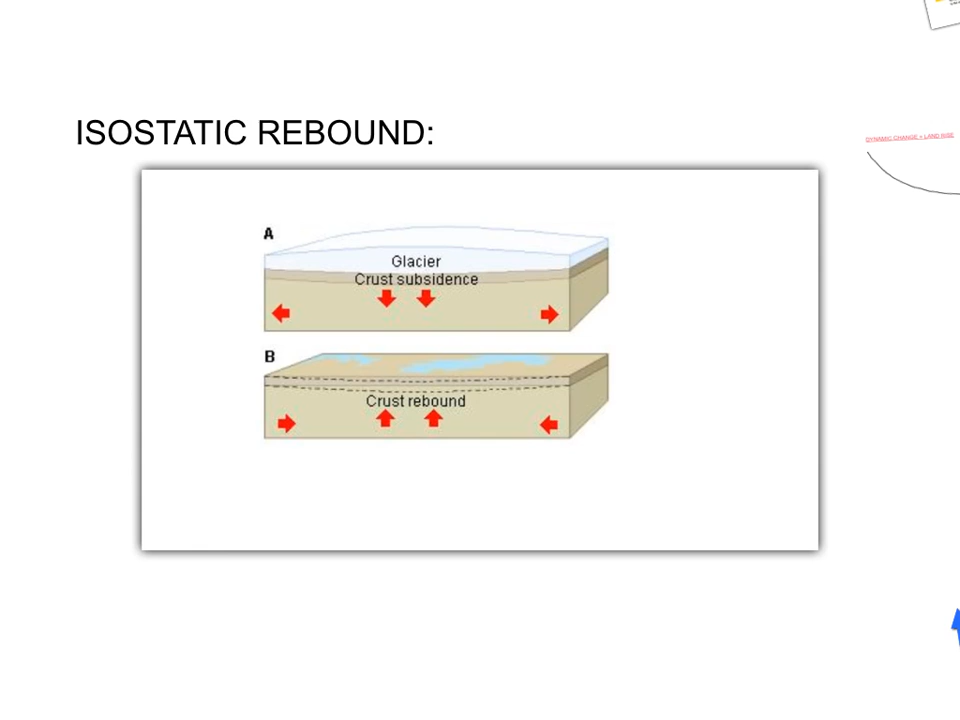 ISOSTATIC REBOUND:
DYNAMIC CHANGE + LAND RISE
A
Glacier
Crust subsidence
B
Crust rebound